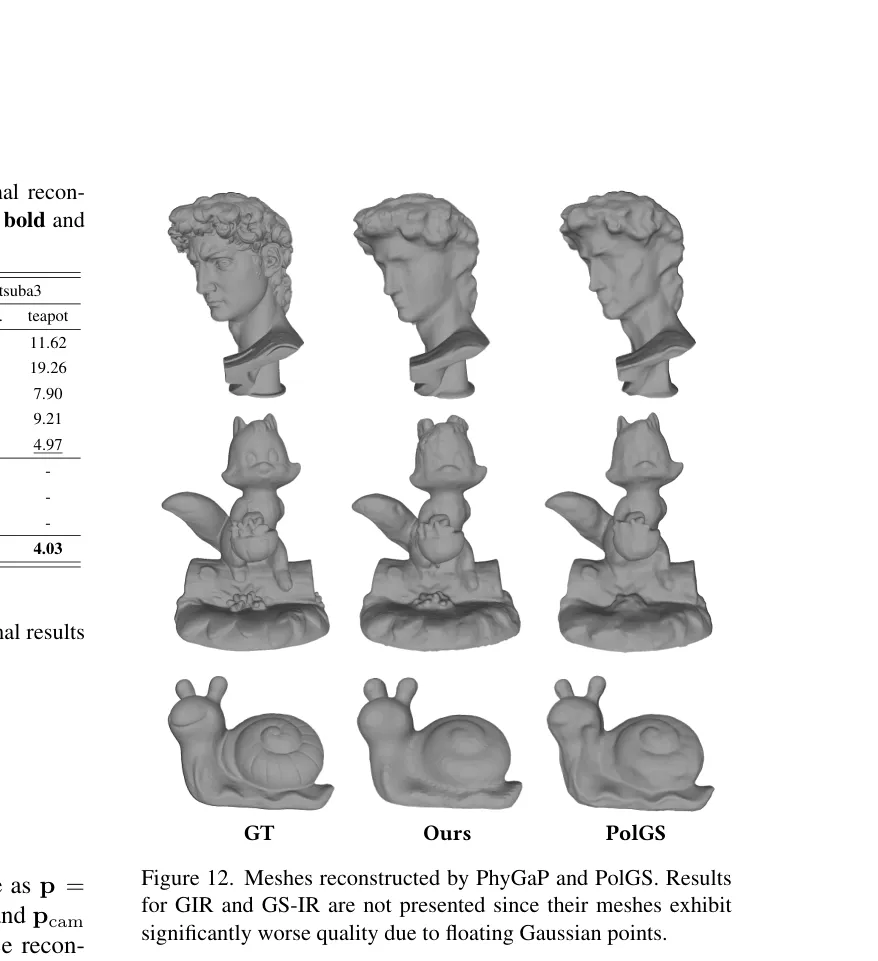 nal recon-
bold and
tsuba3
. teapot
11.62
19.26
7.90
9.21
4.97
-
-
-
4.03
nal results
e as p =
nd p_cam
e recon-
GT Ours PolGS
Figure 12. Meshes reconstructed by PhyGaP and PolGS. Results
for GIR and GS-IR are not presented since their meshes exhibit
significantly worse quality due to floating Gaussian points.